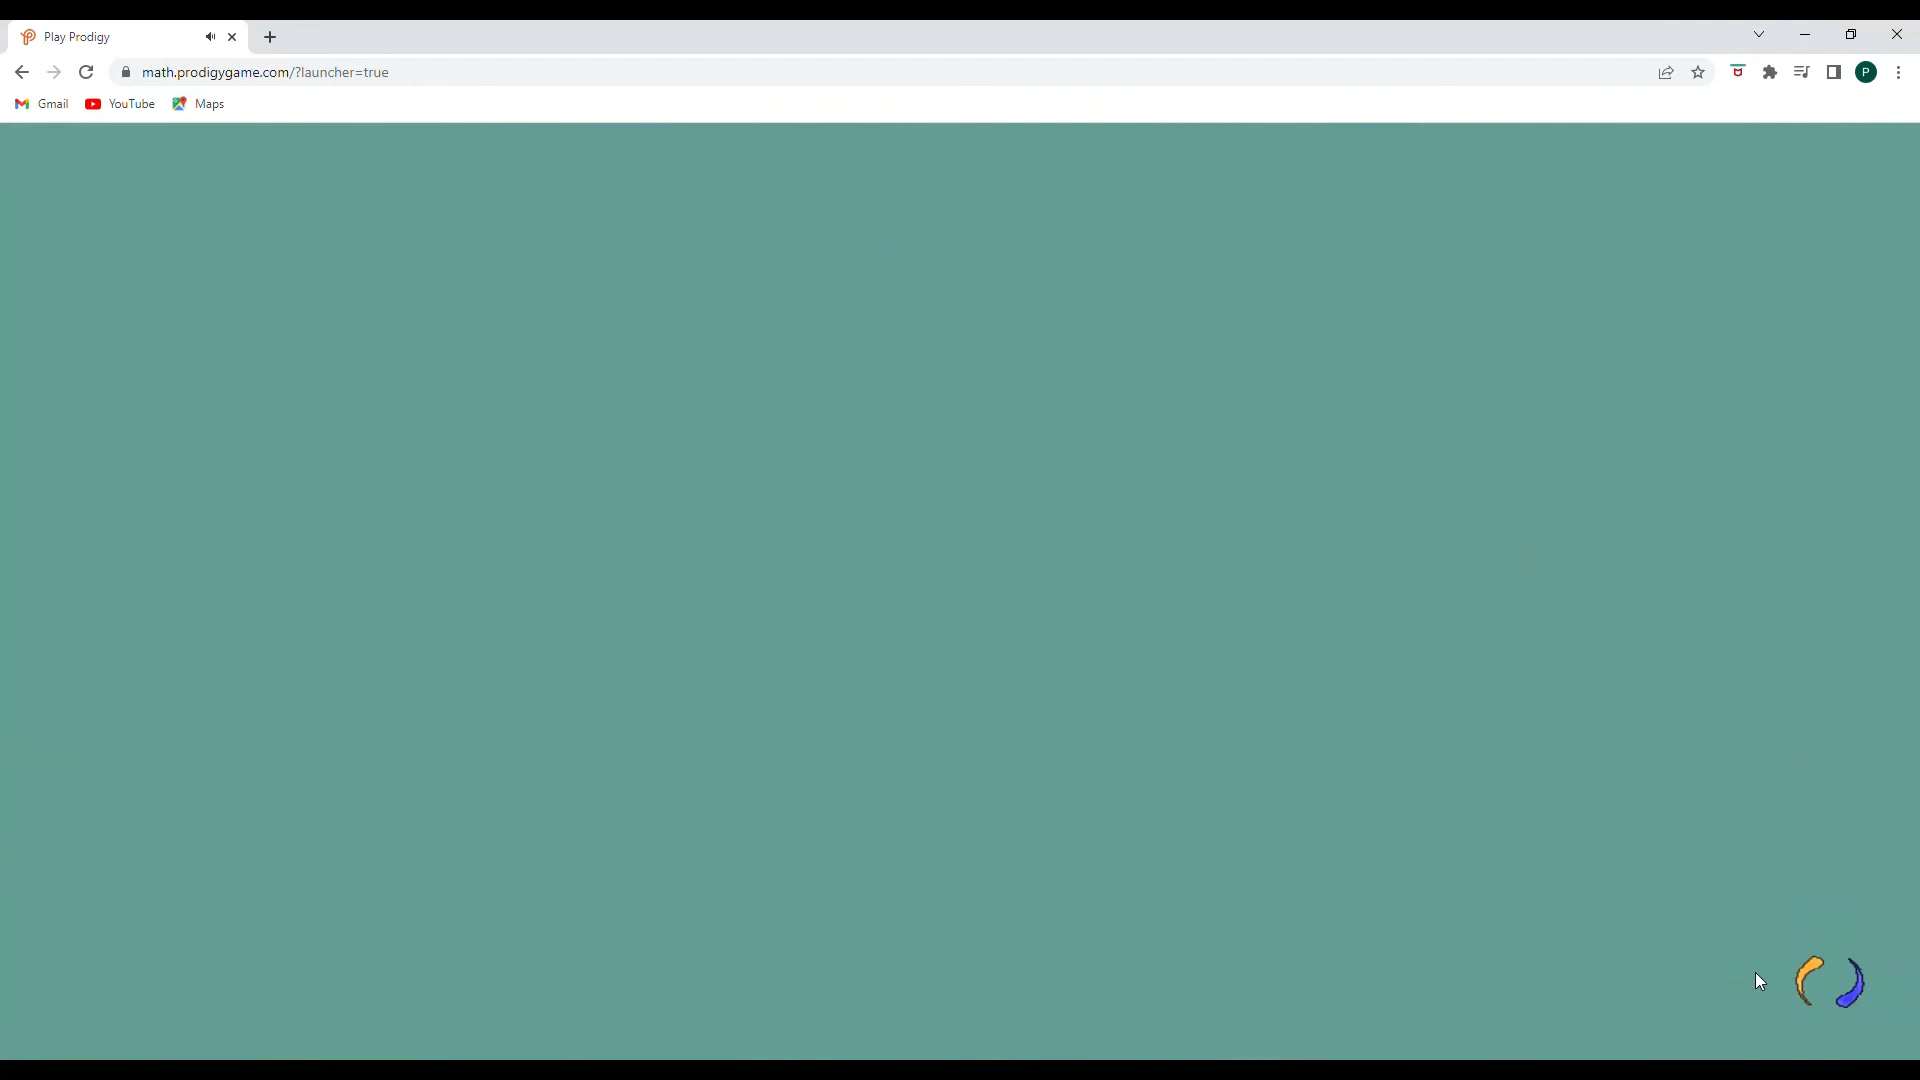 Play Prodigy
math.prodigygame.com/?launcher=true
P
Gmail
YouTube
Maps